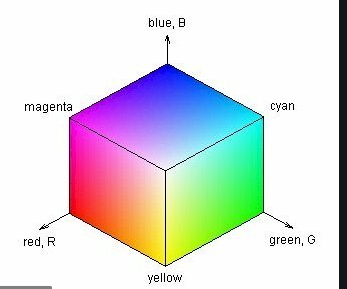 blue, B
magenta
cyan
red, R
green, G
yellow